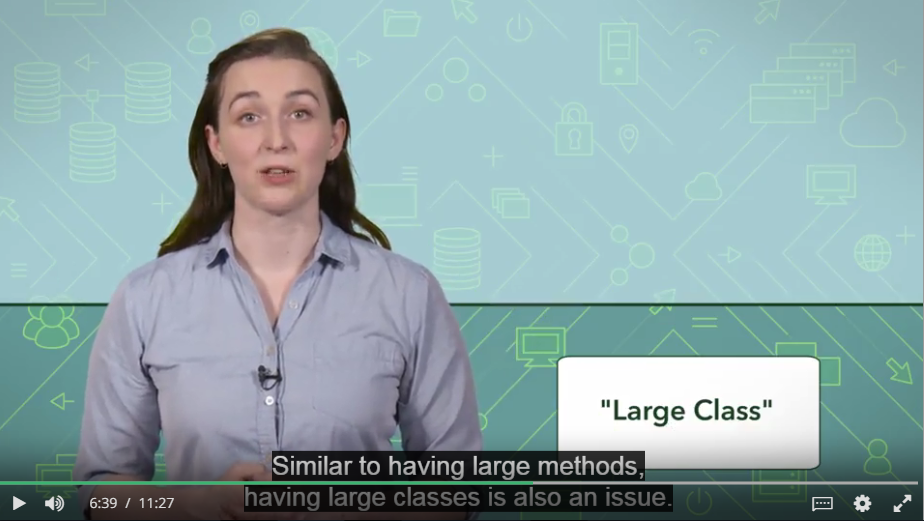 "Large Class"
Similar to having large methods,
having large classes is also an issue.
6:39 / 11:27